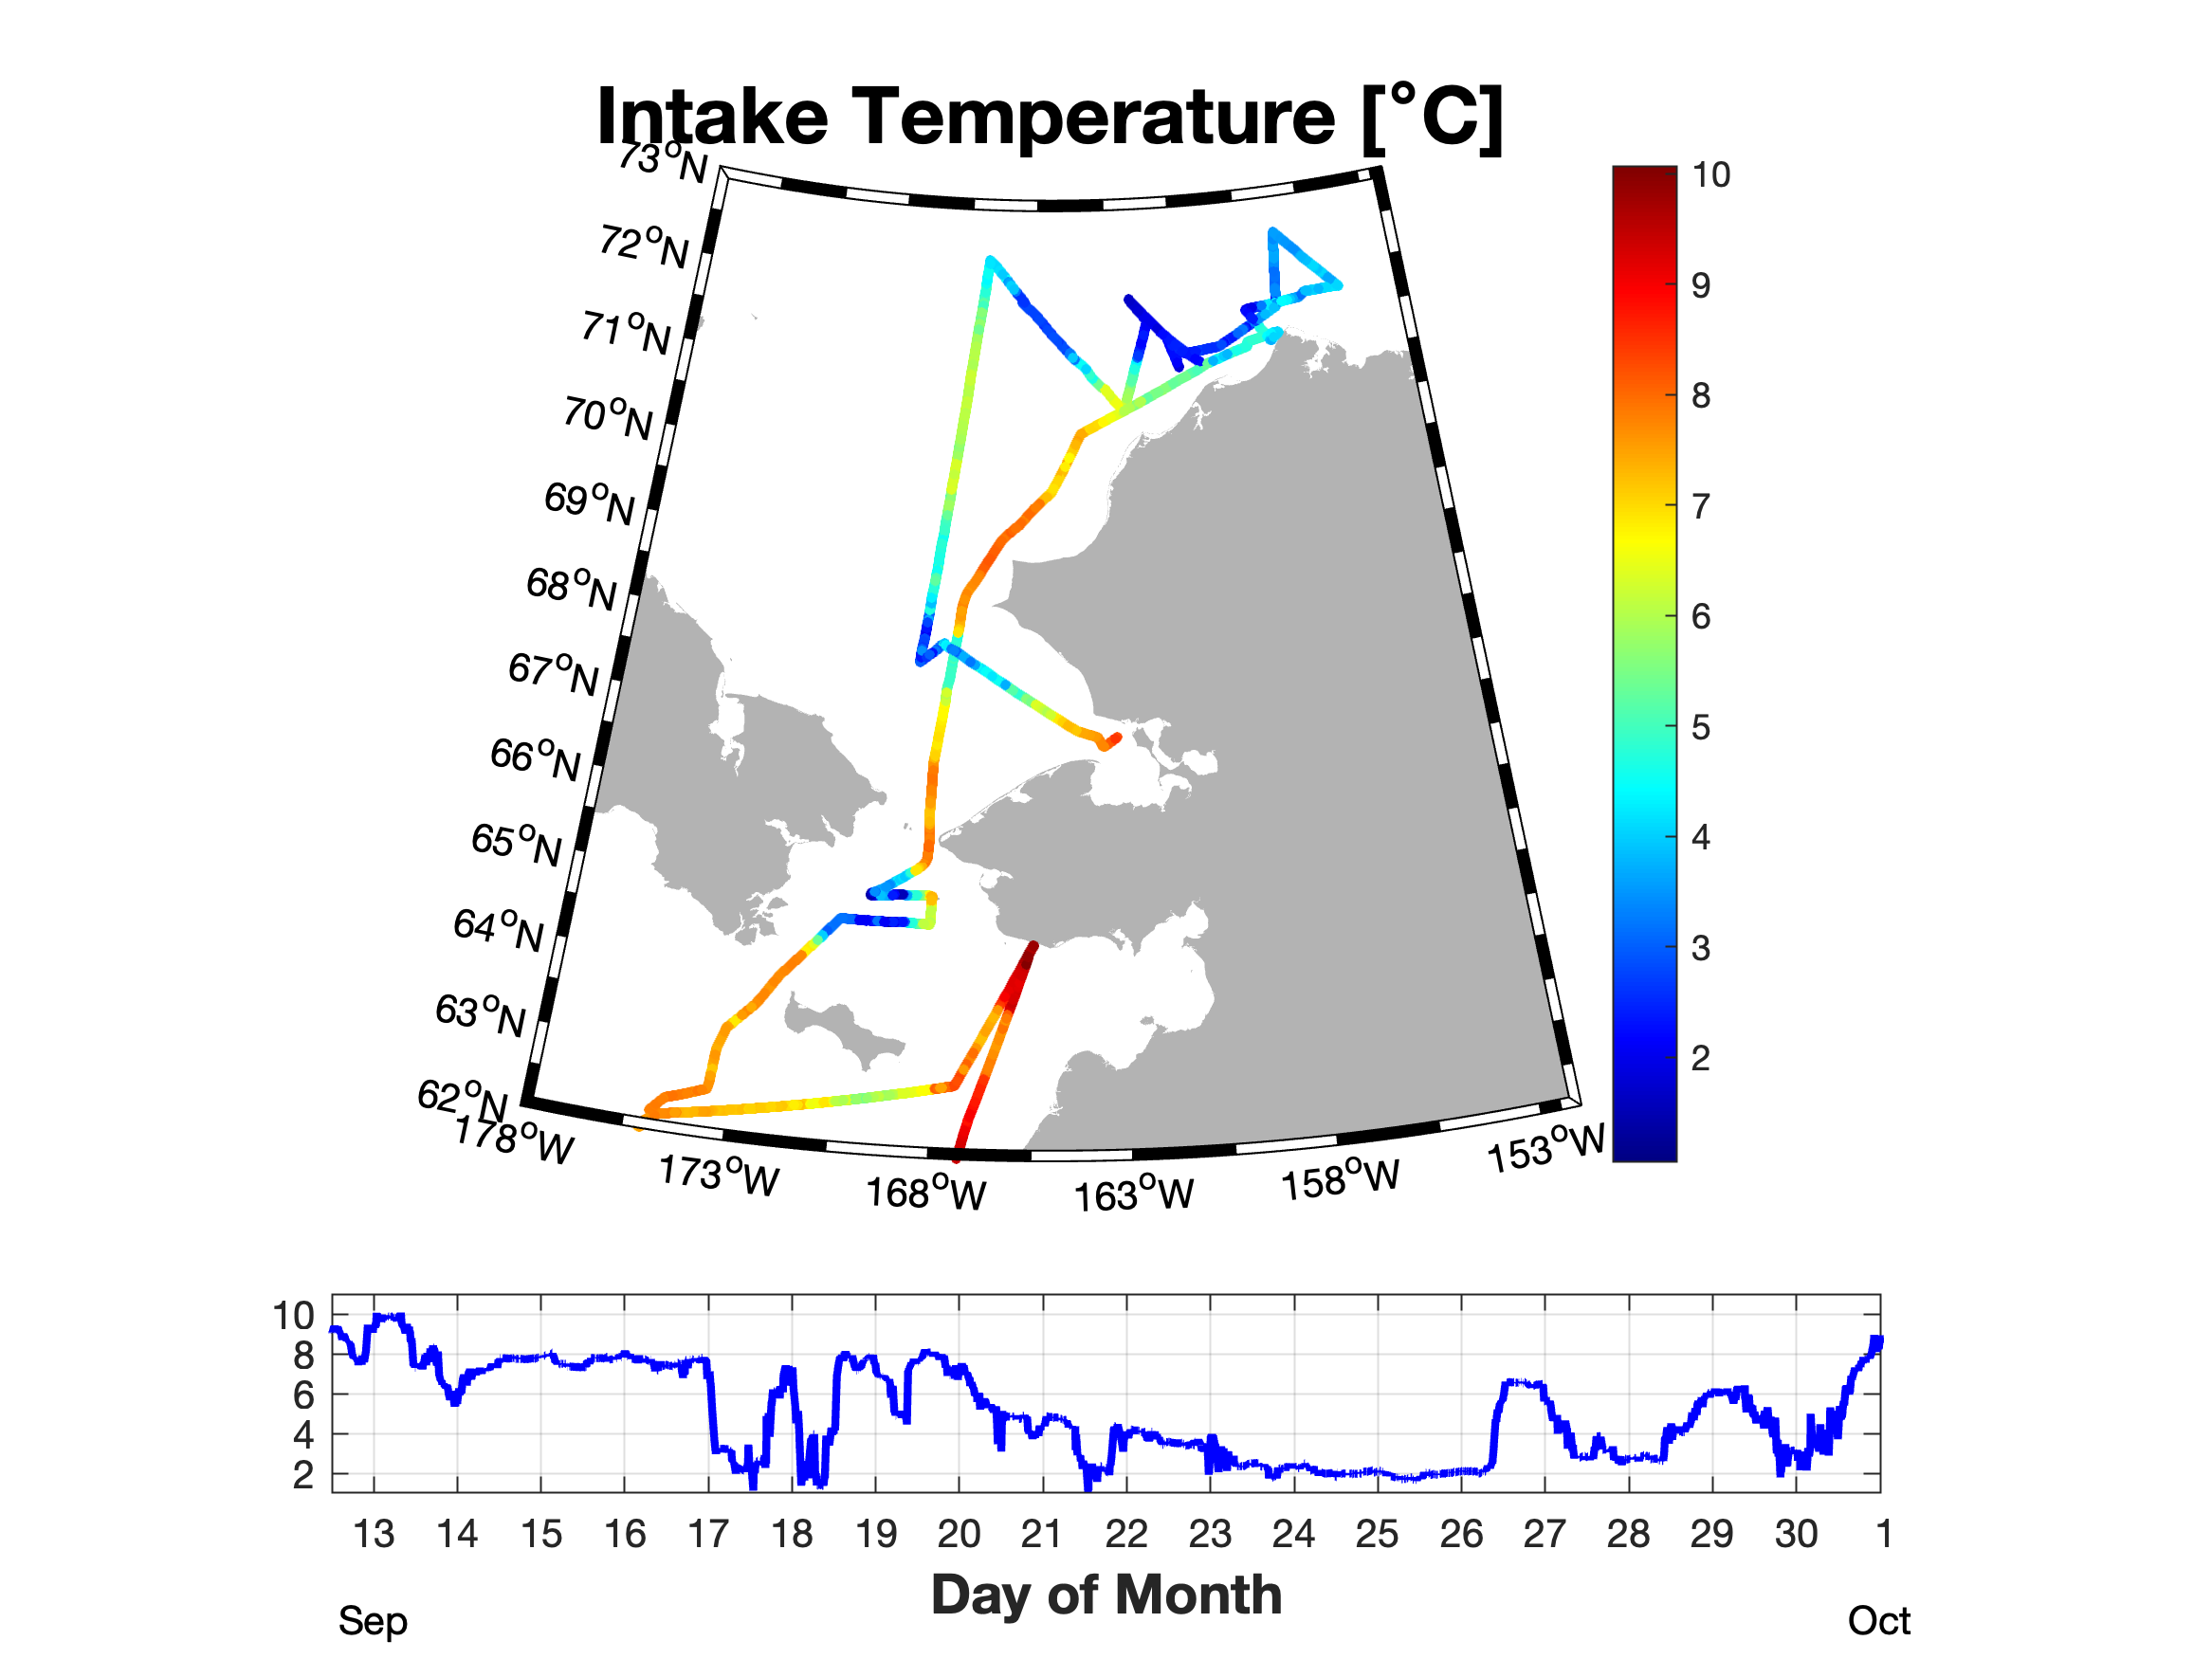 Intake Temperature [°C]
73°N
72°N
71°N
70°N
69°N
68°N
67°N
66°N
65°N
64°N
63°N
62°N
178°W
173°W
168°W
163°W
158°W
153°W
10
9
8
7
6
5
4
3
2
10
8
6
4
2
13 14 15 16 17 18 19 20 21 22 23 24 25 26 27 28 29 30 1
Day of Month
Sep Oct